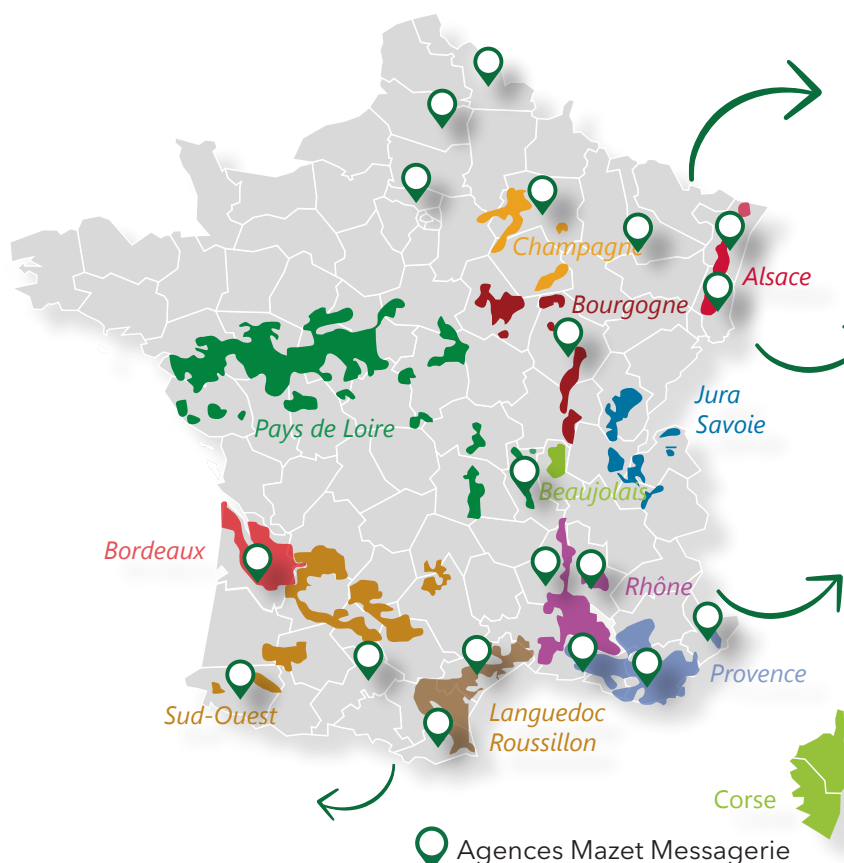 Champagne
Alsace
Bourgogne
Jura
Savoie
Pays de Loire
Beaujolais
Bordeaux
Rhône
Provence
Sud-Ouest
Languedoc
Roussillon
Corse
Agences Mazet Messagerie